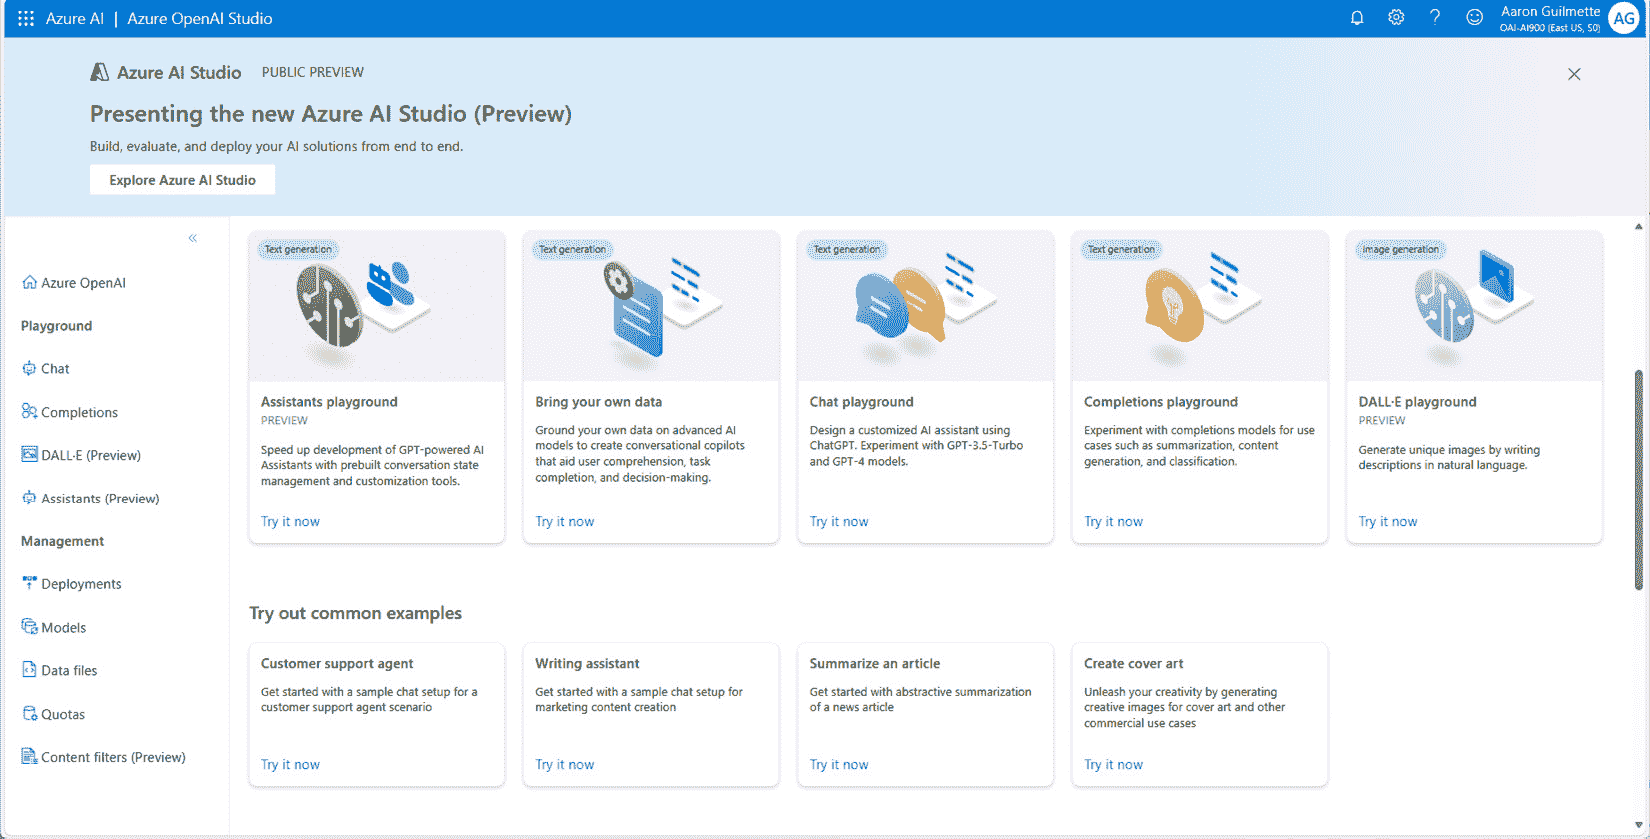 Azure AI | Azure OpenAI Studio
Aaron Guilmette
OAI-AI900 (East US, S0)
AG
Azure AI Studio PUBLIC PREVIEW
Presenting the new Azure AI Studio (Preview)
Build, evaluate, and deploy your AI solutions from end to end.
Explore Azure AI Studio
Azure OpenAI
Playground
Chat
Completions
DALL·E (Preview)
Assistants (Preview)
Management
Deployments
Models
Data files
Quotas
Content filters (Preview)
Text generation
Assistants playground
PREVIEW
Speed up development of GPT-powered AI
Assistants with prebuilt conversation state
management and customization tools.
Try it now
Text generation
Bring your own data
Ground your own data on advanced AI
models to create conversational copilots
that aid user comprehension, task
completion, and decision-making.
Try it now
Text generation
Chat playground
Design a customized AI assistant using
ChatGPT. Experiment with GPT-3.5-Turbo
and GPT-4 models.
Try it now
Text generation
Completions playground
Experiment with completions models for use
cases such as summarization, content
generation, and classification.
Try it now
Image generation
DALL·E playground
PREVIEW
Generate unique images by writing
descriptions in natural language.
Try it now
Try out common examples
Customer support agent
Get started with a sample chat setup for a
customer support agent scenario
Try it now
Writing assistant
Get started with a sample chat setup for
marketing content creation
Try it now
Summarize an article
Get started with abstractive summarization
of a news article
Try it now
Create cover art
Unleash your creativity by generating
creative images for cover art and other
commercial use cases
Try it now